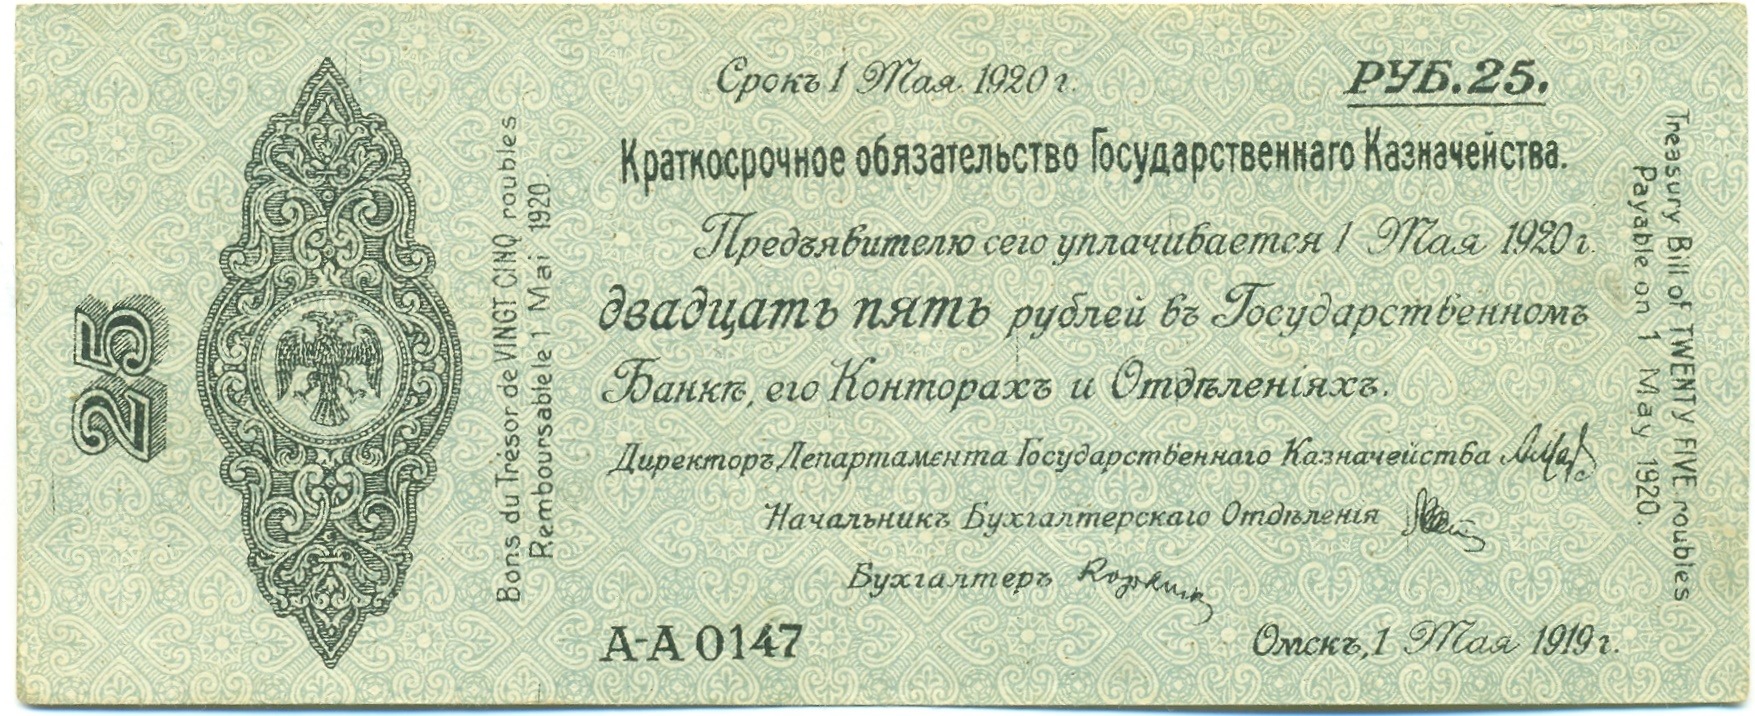 25
Bons du Trésor de VINGT CINQ roubles
Remboursable le 1 Mai 1920.
Срокъ 1 Мая 1920 г.
РУБ.25.
Краткосрочное обязательство Государственнаго Казначейства.
Предъявителю сего уплачивается 1 Мая 1920 г.
двадцать пять рублей въ Государственномъ
Банкѣ, его Конторахъ и Отдѣленіяхъ.
Директоръ Департамента Государственнаго Казначейства
Начальникъ Бухгалтерскаго Отдѣленія
Бухгалтеръ
А-А 0147
Омскъ, 1 Мая 1919 г.
Treasury Bill of TWENTY FIVE roubles
Payable on 1 May 1920.